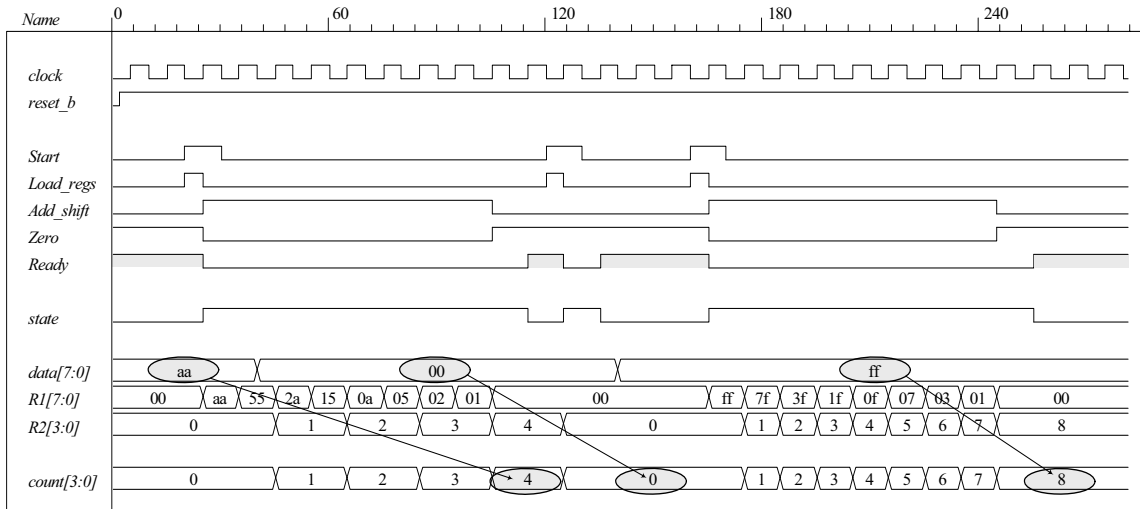 Name 0 60 120 180 240
clock
reset_b
Start
Load_regs
Add_shift
Zero
Ready
state
data[7:0] aa 00 ff
R1[7:0] 00 aa 55 2a 15 0a 05 02 01 00 ff 7f 3f 1f 0f 07 03 01 00
R2[3:0] 0 1 2 3 4 0 1 2 3 4 5 6 7 8
count[3:0] 0 1 2 3 4 0 1 2 3 4 5 6 7 8